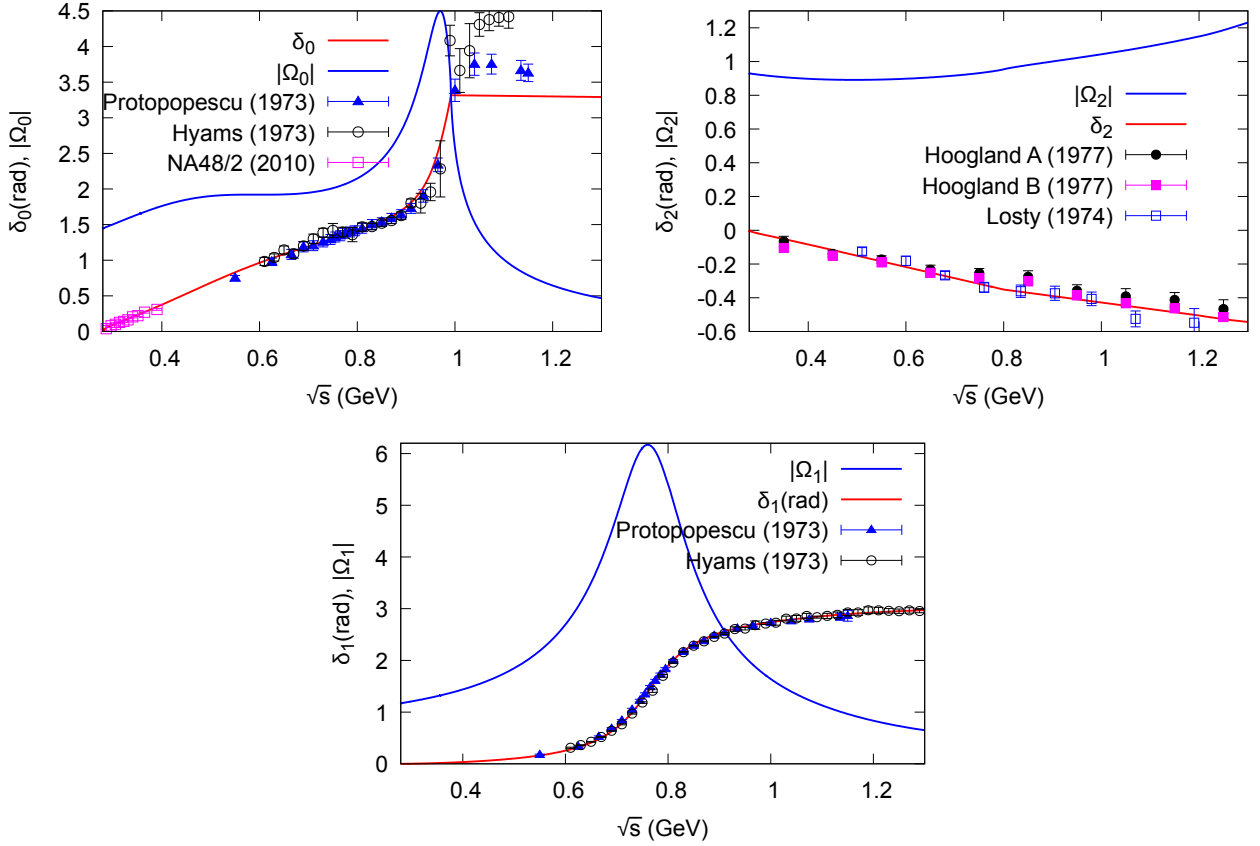 4.5
4
3.5
3
2.5
2
1.5
1
0.5
0
δ₀(rad), |Ω₀|
δ₀
|Ω₀|
Protopopescu (1973)
Hyams (1973)
NA48/2 (2010)
0.4 0.6 0.8 1 1.2
√s (GeV)
1.2
1
0.8
0.6
0.4
0.2
0
-0.2
-0.4
-0.6
δ₂(rad), |Ω₂|
|Ω₂|
δ₂
Hoogland A (1977)
Hoogland B (1977)
Losty (1974)
0.4 0.6 0.8 1 1.2
√s (GeV)
6
5
4
3
2
1
0
δ₁(rad), |Ω₁|
|Ω₁|
δ₁(rad)
Protopopescu (1973)
Hyams (1973)
0.4 0.6 0.8 1 1.2
√s (GeV)